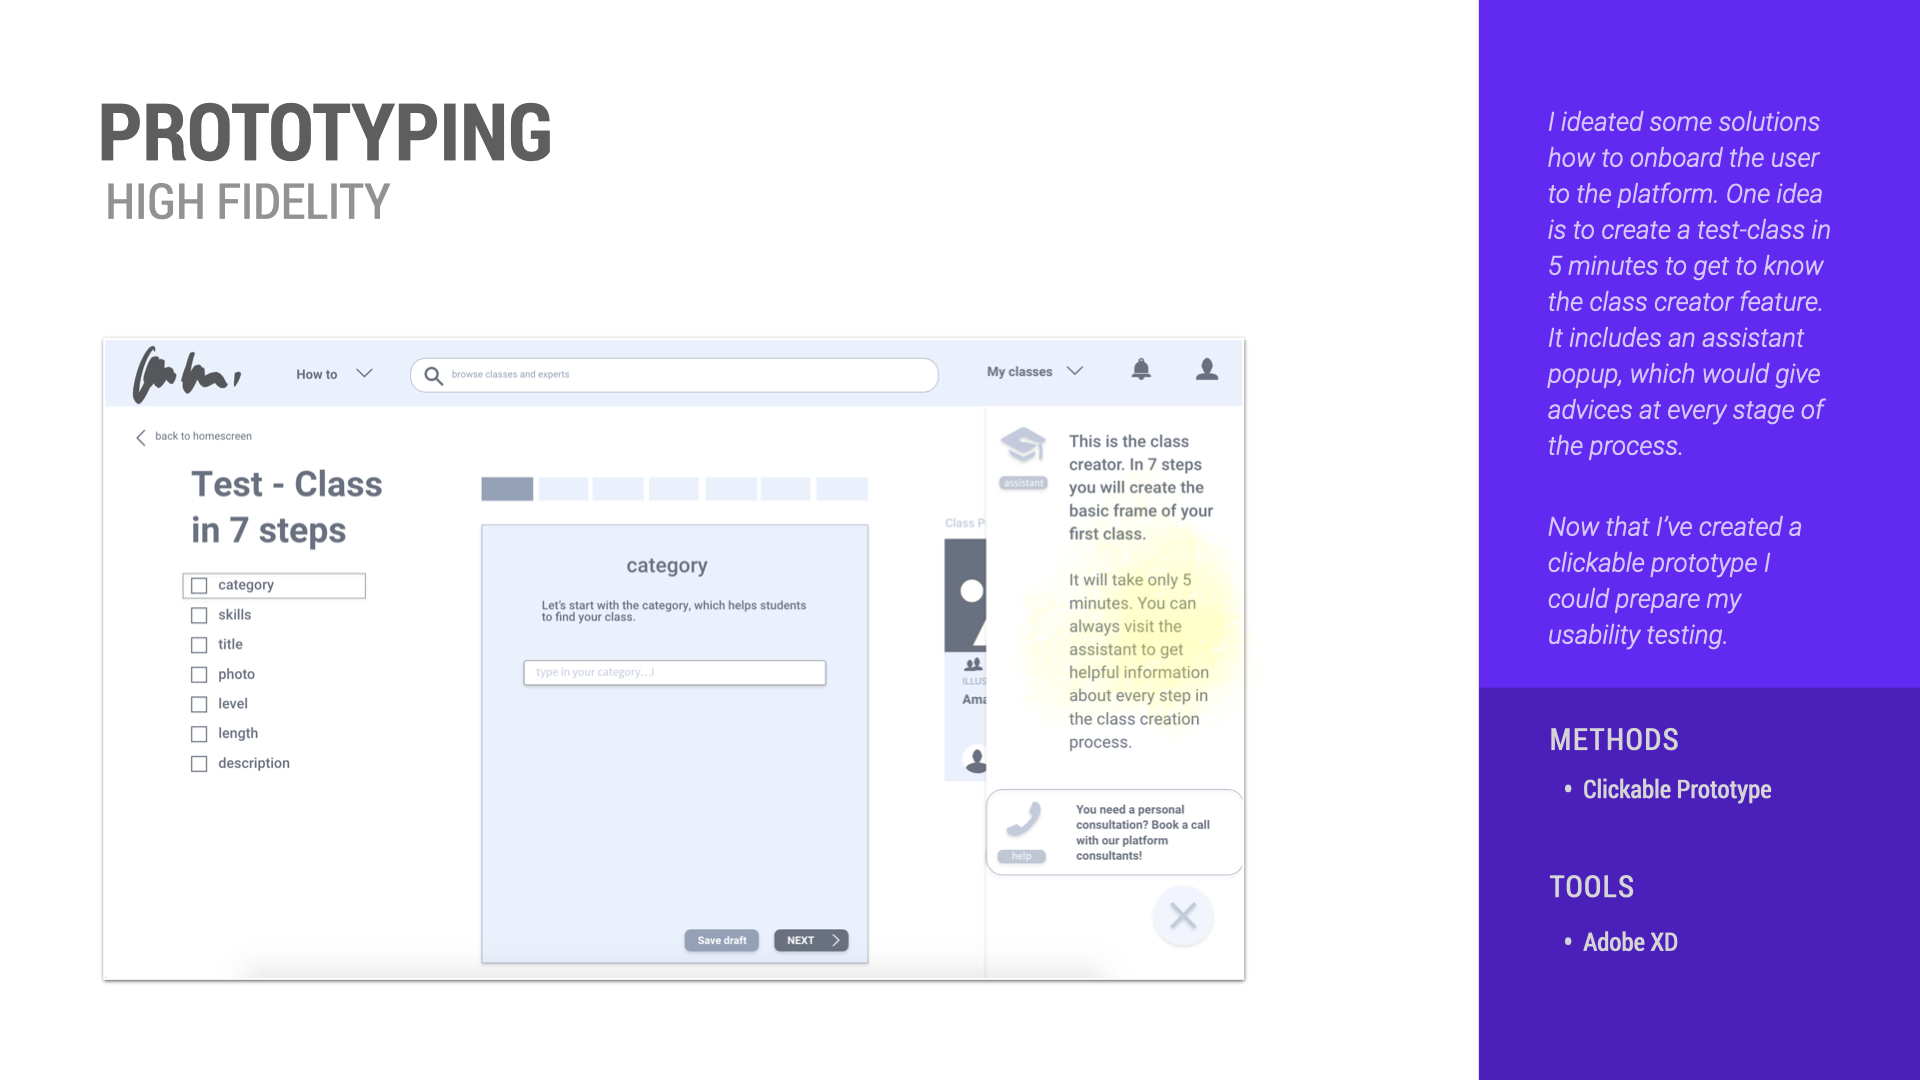 PROTOTYPING
HIGH FIDELITY
How to
browse classes and experts
My classes
back to homescreen
Test - Class
in 7 steps
category
skills
title
photo
level
length
description
category
Let's start with the category, which helps students
to find your class.
type in your category...I
Save draft
NEXT
Class P
ILLUS
Ama
assistant
This is the class
creator. In 7 steps
you will create the
basic frame of your
first class.
It will take only 5
minutes. You can
always visit the
assistant to get
helpful information
about every step in
the class creation
process.
help
You need a personal
consultation? Book a call
with our platform
consultants!
I ideated some solutions
how to onboard the user
to the platform. One idea
is to create a test-class in
5 minutes to get to know
the class creator feature.
It includes an assistant
popup, which would give
advices at every stage of
the process.
Now that I've created a
clickable prototype I
could prepare my
usability testing.
METHODS
• Clickable Prototype
TOOLS
• Adobe XD